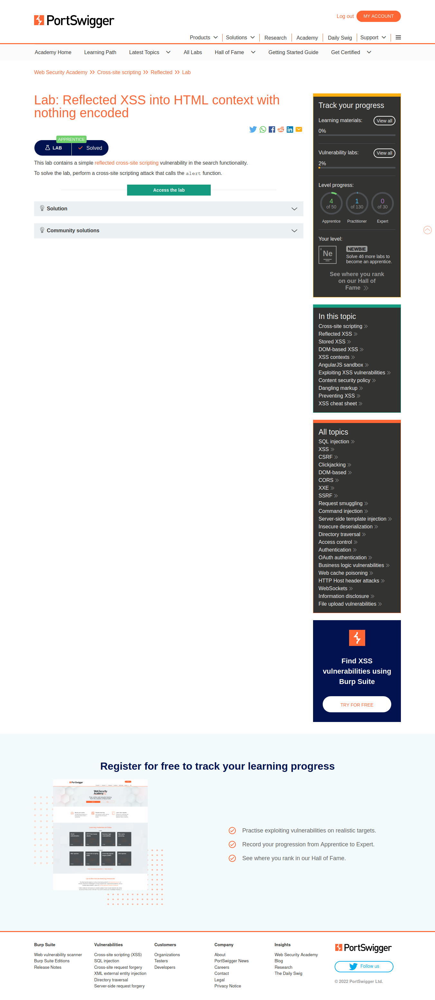 PortSwigger
Log out
MY ACCOUNT
Products
Solutions
Research
Academy
Daily Swig
Support
Academy Home
Learning Path
Latest Topics
All Labs
Hall of Fame
Getting Started Guide
Get Certified
Web Security Academy
Cross-site scripting
Reflected
Lab
Lab: Reflected XSS into HTML context with
nothing encoded
APPRENTICE
LAB
Solved
This lab contains a simple reflected cross-site scripting vulnerability in the search functionality.
To solve the lab, perform a cross-site scripting attack that calls the alert function.
Access the lab
Solution
Community solutions
Track your progress
Learning materials:
View all
0%
Vulnerability labs:
View all
2%
Level progress:
4
of 50
1
of 130
0
of 30
Apprentice
Practitioner
Expert
Your level:
Ne
NEWBIE
Solve 46 more labs to
become an apprentice.
See where you rank
on our Hall of
Fame
In this topic
Cross-site scripting
Reflected XSS
Stored XSS
DOM-based XSS
XSS contexts
AngularJS sandbox
Exploiting XSS vulnerabilities
Content security policy
Dangling markup
Preventing XSS
XSS cheat sheet
All topics
SQL injection
XSS
CSRF
Clickjacking
DOM-based
CORS
XXE
SSRF
Request smuggling
Command injection
Server-side template injection
Insecure deserialization
Directory traversal
Access control
Authentication
OAuth authentication
Business logic vulnerabilities
Web cache poisoning
HTTP Host header attacks
WebSockets
Information disclosure
File upload vulnerabilities
Find XSS
vulnerabilities using
Burp Suite
TRY FOR FREE
Register for free to track your learning progress
PortSwigger
Web Security
Academy
Learning materials and labs
Up-to-the-minute learning resources
Practise exploiting vulnerabilities on realistic targets.
Record your progression from Apprentice to Expert.
See where you rank in our Hall of Fame.
Burp Suite
Web vulnerability scanner
Burp Suite Editions
Release Notes
Vulnerabilities
Cross-site scripting (XSS)
SQL injection
Cross-site request forgery
XML external entity injection
Directory traversal
Server-side request forgery
Customers
Organizations
Testers
Developers
Company
About
PortSwigger News
Careers
Contact
Legal
Privacy Notice
Insights
Web Security Academy
Blog
Research
The Daily Swig
PortSwigger
Follow us
© 2022 PortSwigger Ltd.